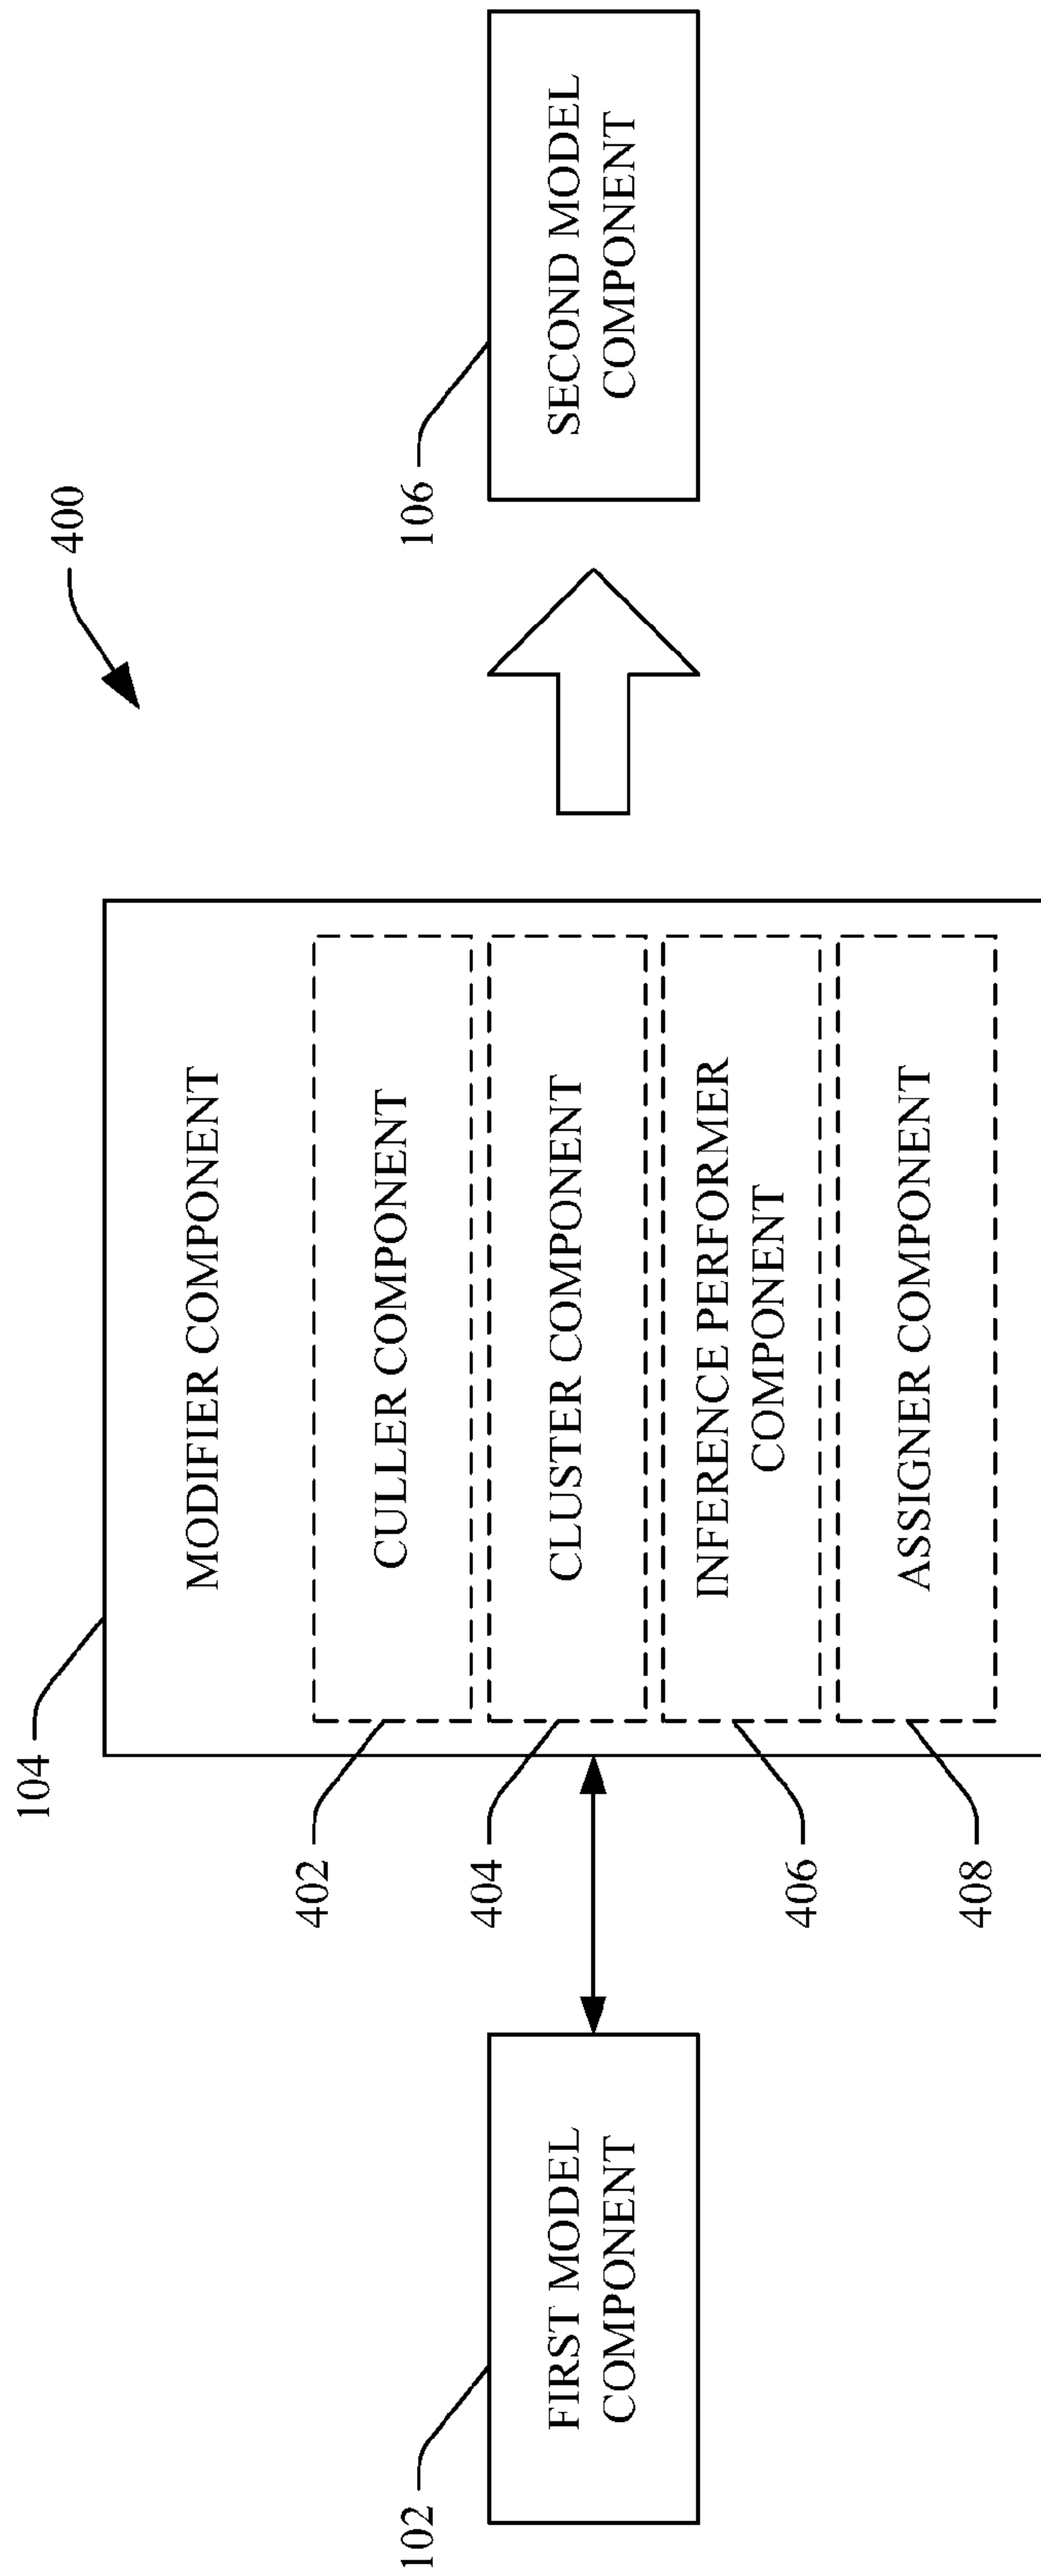 400
104
MODIFIER COMPONENT
402
CULLER COMPONENT
102
FIRST MODEL
COMPONENT
404
CLUSTER COMPONENT
106
SECOND MODEL
COMPONENT
406
INFERENCE PERFORMER
COMPONENT
408
ASSIGNER COMPONENT